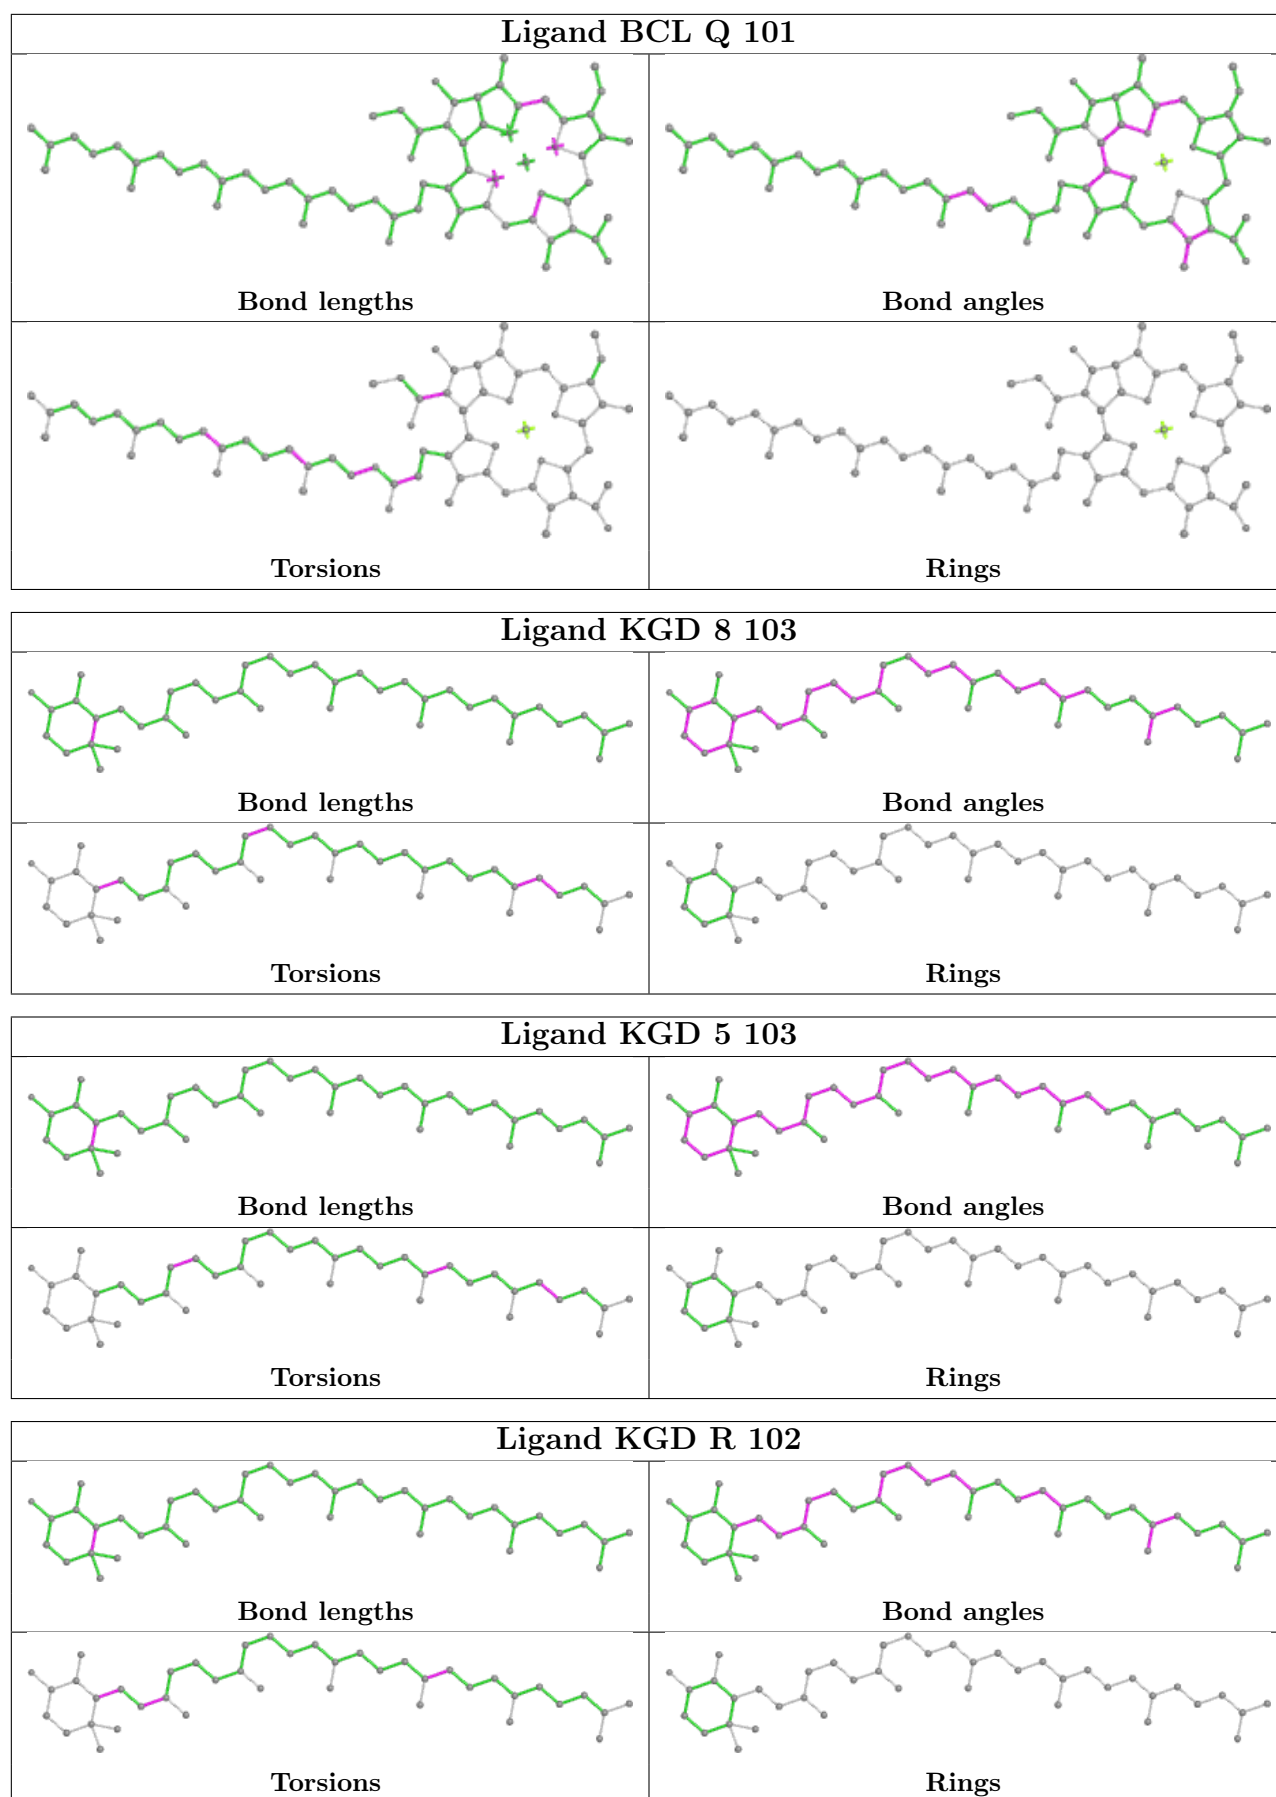 Ligand BCL Q 101
Bond lengths
Bond angles
Torsions
Rings
Ligand KGD 8 103
Bond lengths
Bond angles
Torsions
Rings
Ligand KGD 5 103
Bond lengths
Bond angles
Torsions
Rings
Ligand KGD R 102
Bond lengths
Bond angles
Torsions
Rings